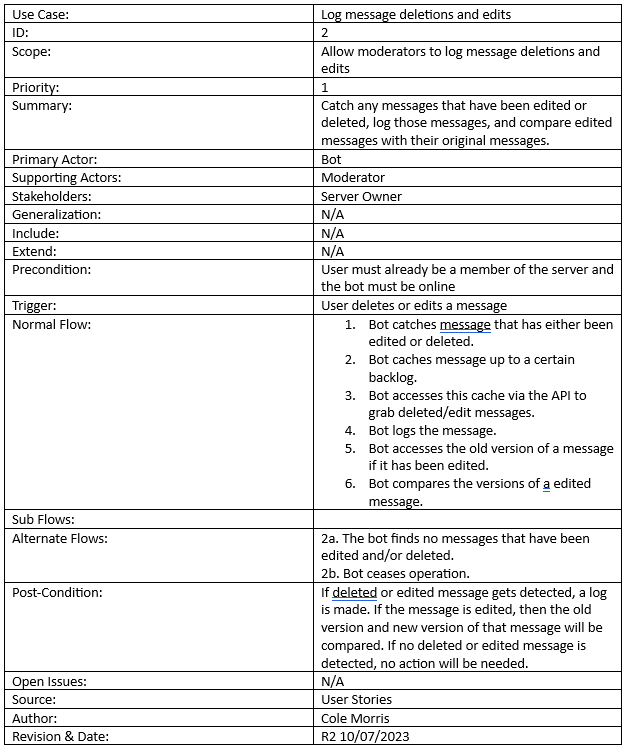 Use Case: Log message deletions and edits
ID: 2
Scope: Allow moderators to log message deletions and
edits
Priority: 1
Summary: Catch any messages that have been edited or
deleted, log those messages, and compare edited
messages with their original messages.
Primary Actor: Bot
Supporting Actors: Moderator
Stakeholders: Server Owner
Generalization: N/A
Include: N/A
Extend: N/A
Precondition: User must already be a member of the server and
the bot must be online
Trigger: User deletes or edits a message
Normal Flow: 1. Bot catches message that has either been
edited or deleted.
2. Bot caches message up to a certain
backlog.
3. Bot accesses this cache via the API to
grab deleted/edit messages.
4. Bot logs the message.
5. Bot accesses the old version of a message
if it has been edited.
6. Bot compares the versions of a edited
message.
Sub Flows:
Alternate Flows: 2a. The bot finds no messages that have been
edited and/or deleted.
2b. Bot ceases operation.
Post-Condition: If deleted or edited message gets detected, a log
is made. If the message is edited, then the old
version and new version of that message will be
compared. If no deleted or edited message is
detected, no action will be needed.
Open Issues: N/A
Source: User Stories
Author: Cole Morris
Revision & Date: R2 10/07/2023